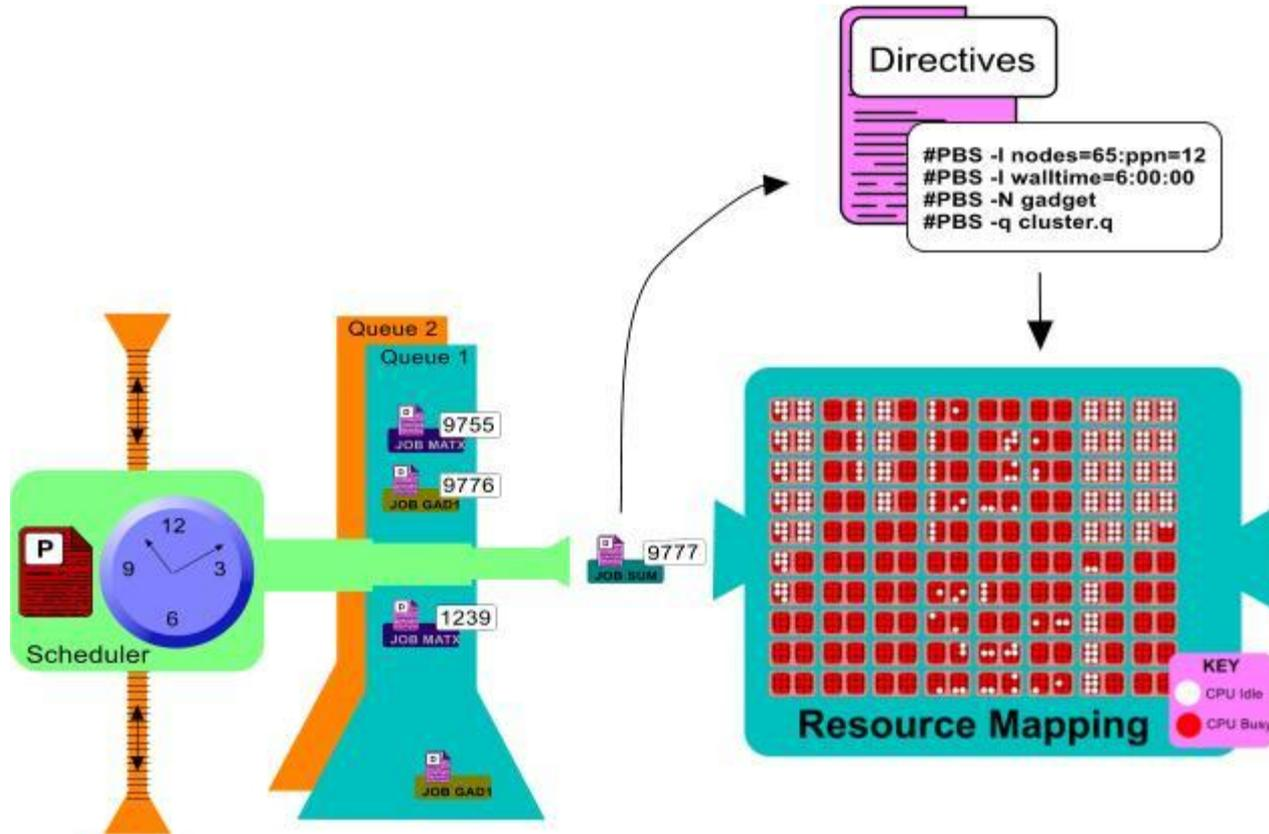 Directives
#PBS -l nodes=65:ppn=12
#PBS -l walltime=6:00:00
#PBS -N gadget
#PBS -q cluster.q
Queue 2
Queue 1
9755
JOB MATX
9776
JOB GAD1
P
12
9
3
6
Scheduler
D
9777
JOB SUM
1239
JOB MATX
D
JOB GAD1
Resource Mapping
KEY
CPU Idle
CPU Busy